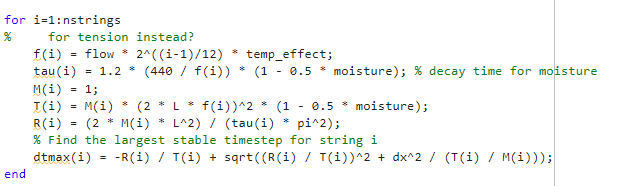 for i=1:nstrings
% for tension instead?
f(i) = flow * 2^((i-1)/12) * temp_effect;
tau(i) = 1.2 * (440 / f(i)) * (1 - 0.5 * moisture); % decay time for moisture
M(i) = 1;
T(i) = M(i) * (2 * L * f(i))^2 * (1 - 0.5 * moisture);
R(i) = (2 * M(i) * L^2) / (tau(i) * pi^2);
% Find the largest stable timestep for string i
dtmax(i) = -R(i) / T(i) + sqrt((R(i) / T(i))^2 + dx^2 / (T(i) / M(i)));
end